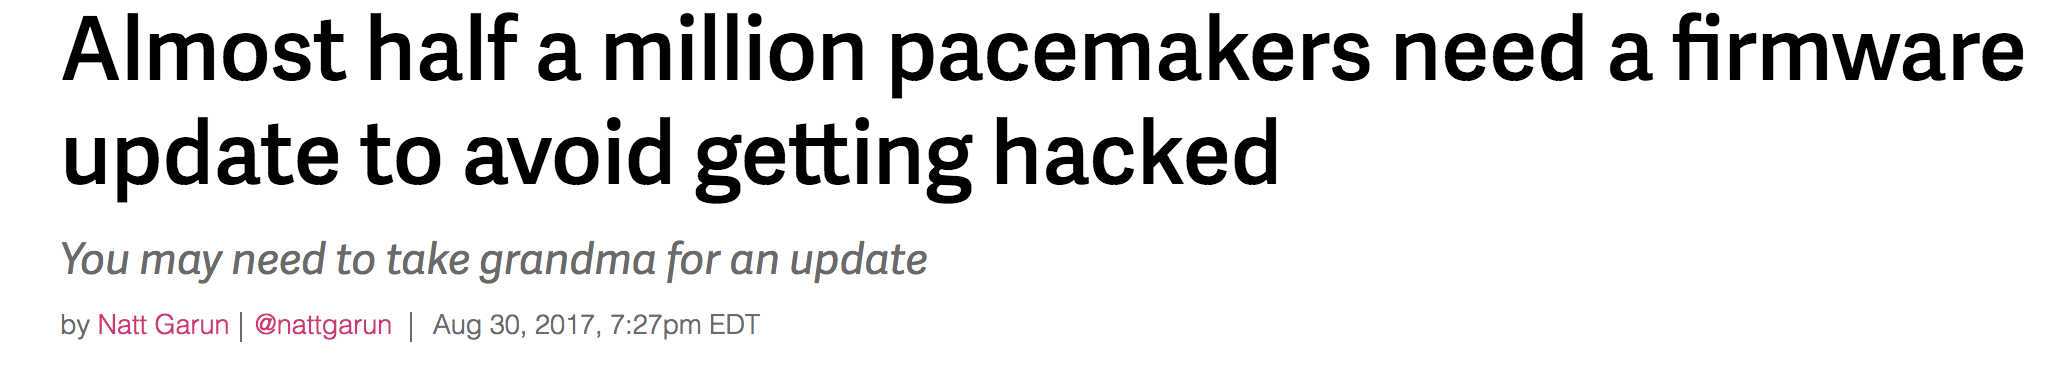 Almost half a million pacemakers need a firmware
update to avoid getting hacked
You may need to take grandma for an update
by Natt Garun | @nattgarun | Aug 30, 2017, 7:27pm EDT